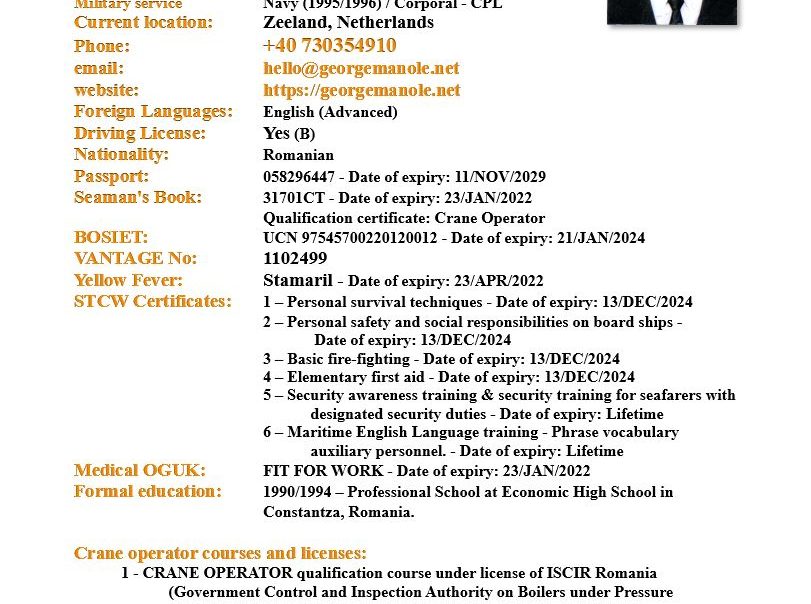 Military service Navy (1995/1996) / Corporal - CPL
Current location: Zeeland, Netherlands
Phone: +40 730354910
email: hello@georgemanole.net
website: https://georgemanole.net
Foreign Languages: English (Advanced)
Driving License: Yes (B)
Nationality: Romanian
Passport: 058296447 - Date of expiry: 11/NOV/2029
Seaman's Book: 31701CT - Date of expiry: 23/JAN/2022
Qualification certificate: Crane Operator
BOSIET: UCN 97545700220120012 - Date of expiry: 21/JAN/2024
VANTAGE No: 1102499
Yellow Fever: Stamaril - Date of expiry: 23/APR/2022
STCW Certificates: 1 – Personal survival techniques - Date of expiry: 13/DEC/2024
2 – Personal safety and social responsibilities on board ships -
Date of expiry: 13/DEC/2024
3 – Basic fire-fighting - Date of expiry: 13/DEC/2024
4 – Elementary first aid - Date of expiry: 13/DEC/2024
5 – Security awareness training & security training for seafarers with
designated security duties - Date of expiry: Lifetime
6 – Maritime English Language training - Phrase vocabulary
auxiliary personnel. - Date of expiry: Lifetime
Medical OGUK: FIT FOR WORK - Date of expiry: 23/JAN/2022
Formal education: 1990/1994 – Professional School at Economic High School in
Constantza, Romania.
Crane operator courses and licenses:
1 - CRANE OPERATOR qualification course under license of ISCIR Romania
(Government Control and Inspection Authority on Boilers under Pressure